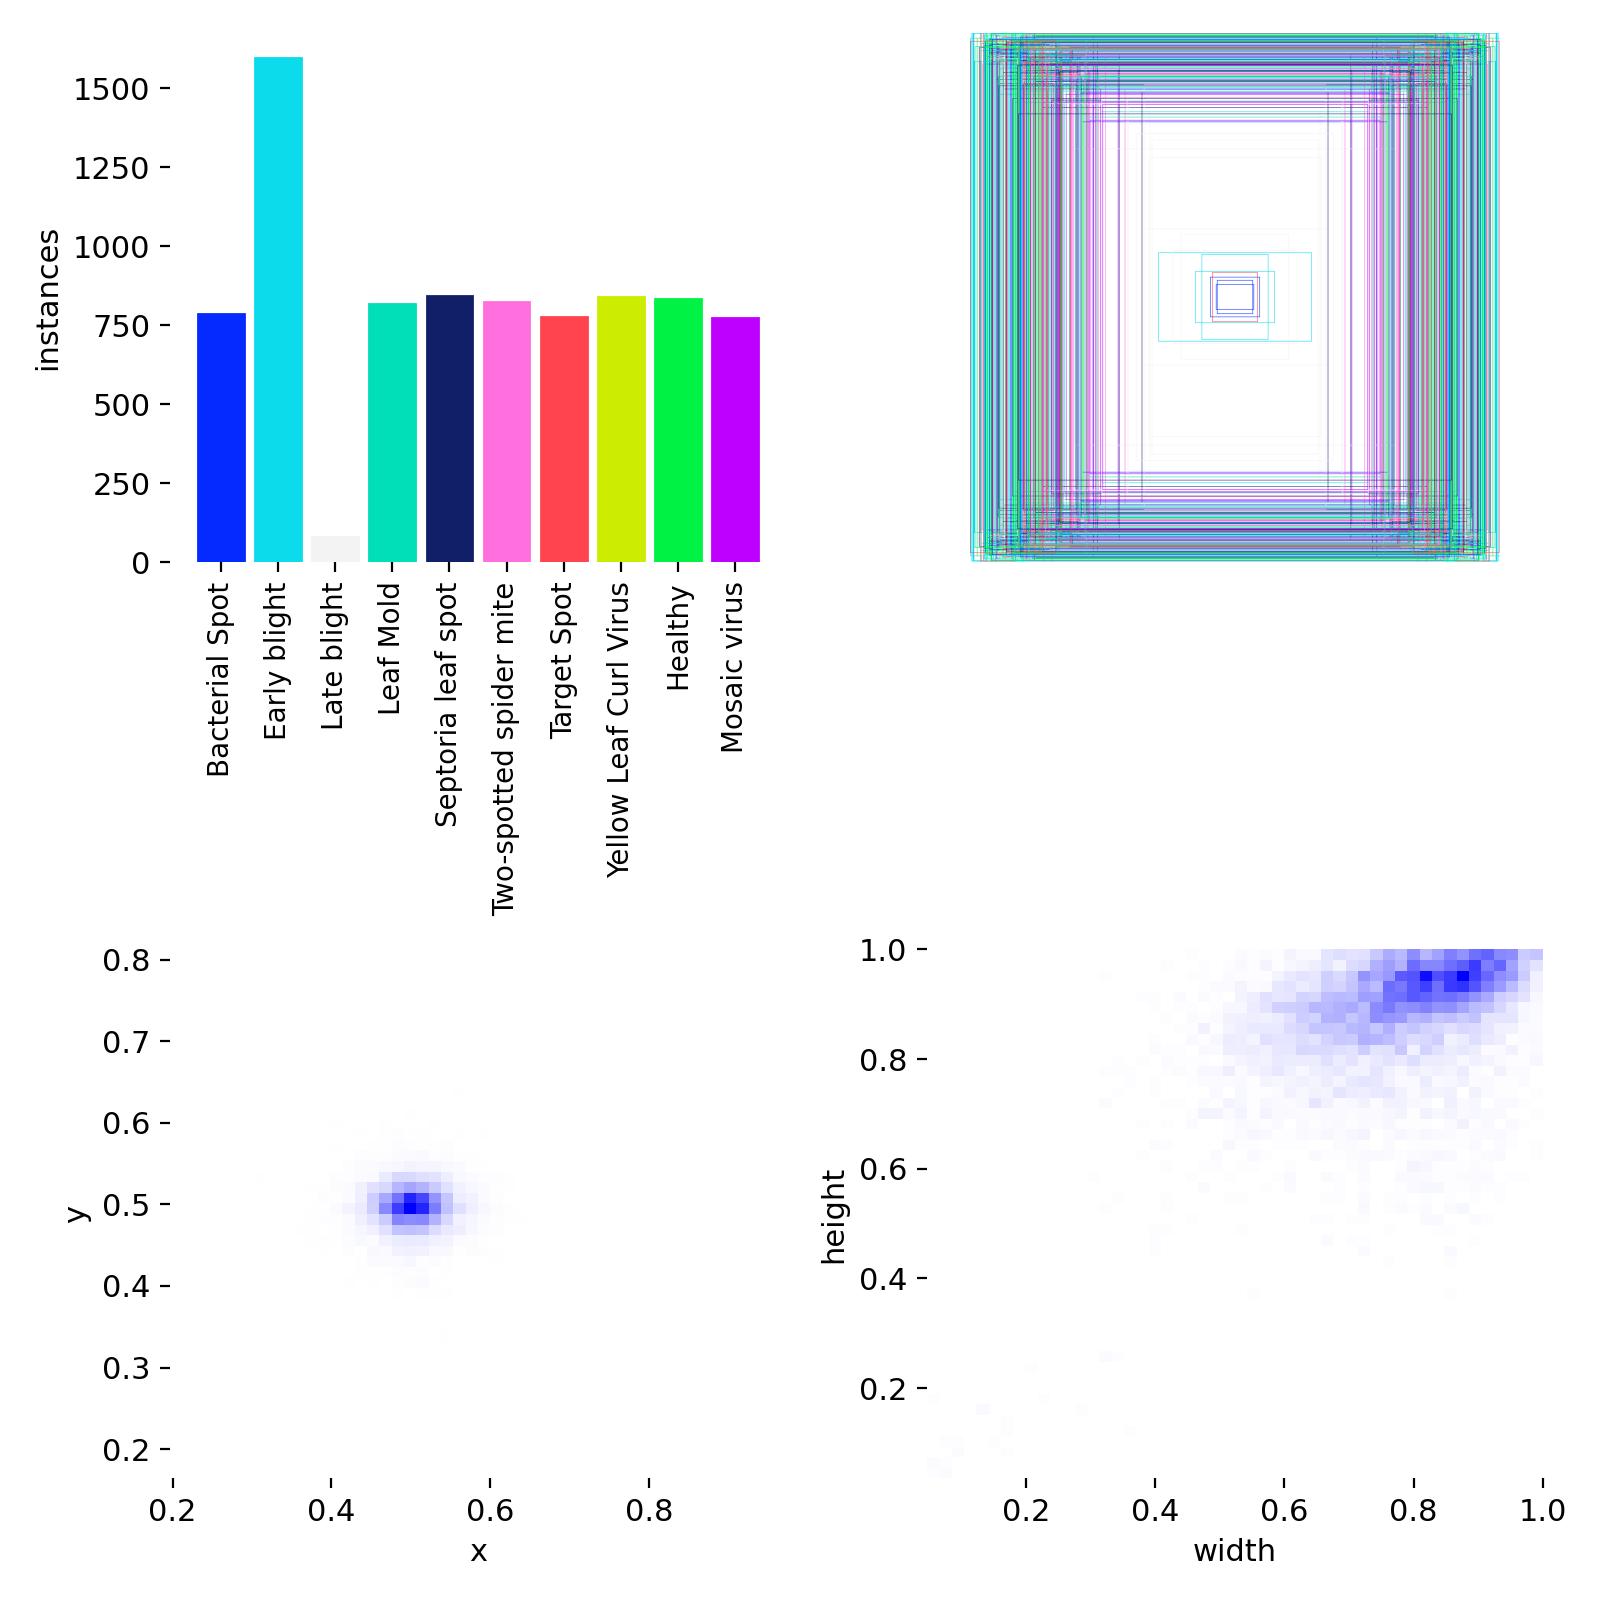 instances
1500
1250
1000
750
500
250
0
Bacterial Spot
Early blight
Late blight
Leaf Mold
Septoria leaf spot
Two-spotted spider mite
Target Spot
Yellow Leaf Curl Virus
Healthy
Mosaic virus
y
0.8
0.7
0.6
0.5
0.4
0.3
0.2
0.2 0.4 0.6 0.8
x
height
1.0
0.8
0.6
0.4
0.2
0.2 0.4 0.6 0.8 1.0
width